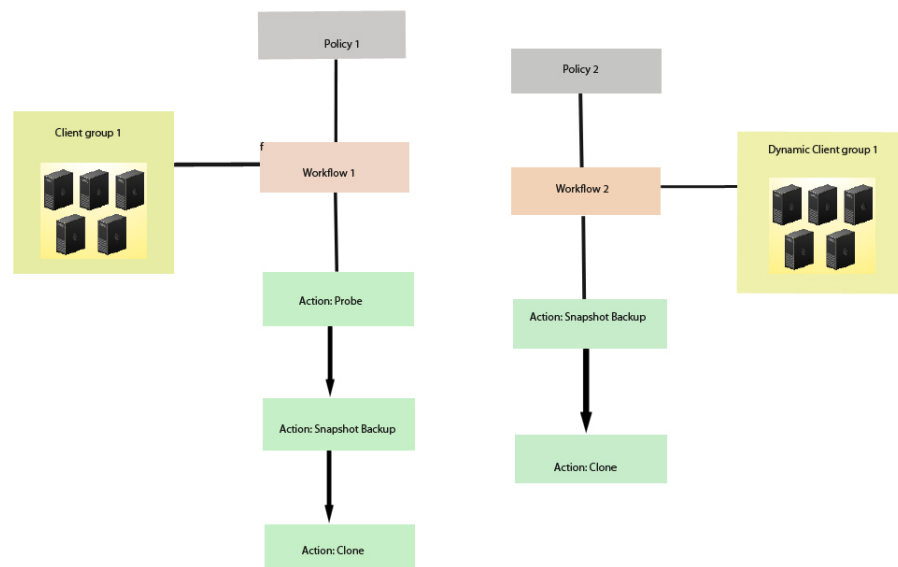 Policy 1
Client group 1
f
Workflow 1
Action: Probe
Action: Snapshot Backup
Action: Clone
Policy 2
Workflow 2
Dynamic Client group 1
Action: Snapshot Backup
Action: Clone